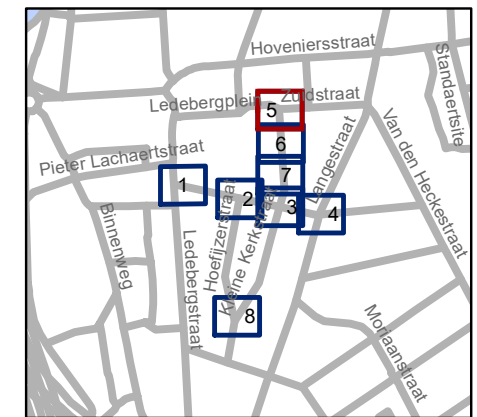 Hoveniersstraat
Standaertsite
Ledebergplein
Zuidstraat
5
Pieter Lachaertstraat
6
Langestraat
Van den Heckestraat
7
1
2
3
4
Hoefijzerstraat
Kleine Kerkstraat
Binnenweg
Ledebergstraat
8
Moriaanstraat